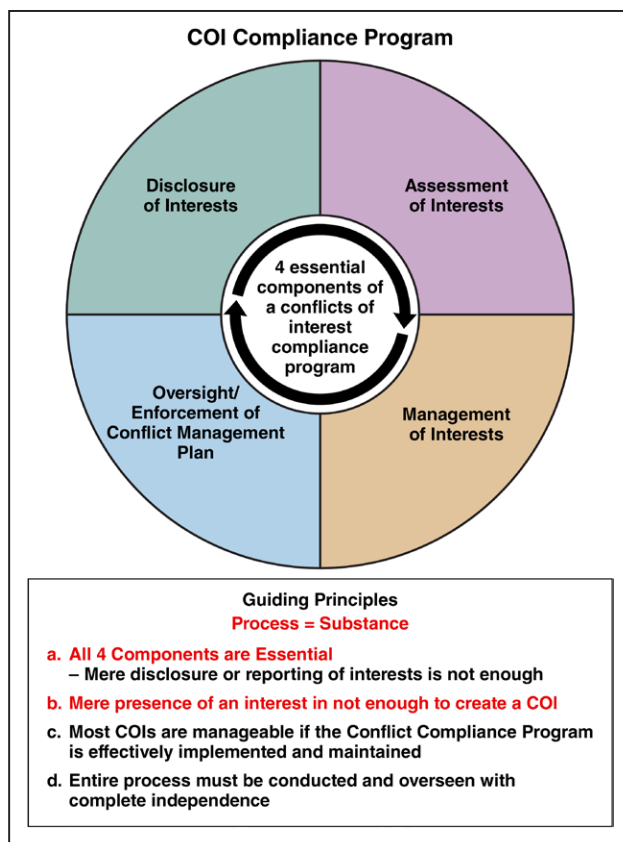 COI Compliance Program
Disclosure
of Interests
Assessment
of Interests
4 essential
components of
a conflicts of
interest
compliance
program
Oversight/
Enforcement of
Conflict Management
Plan
Management
of Interests
Guiding Principles
Process = Substance
a. All 4 Components are Essential
– Mere disclosure or reporting of interests is not enough
b. Mere presence of an interest in not enough to create a COI
c. Most COIs are manageable if the Conflict Compliance Program
is effectively implemented and maintained
d. Entire process must be conducted and overseen with
complete independence